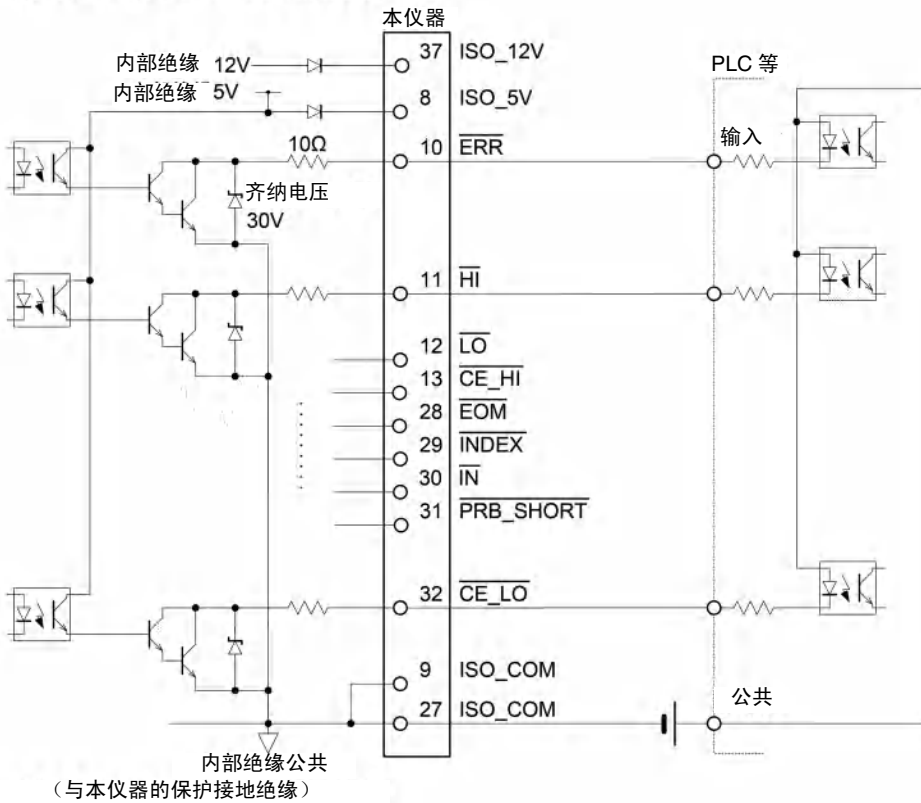 本仪器
内部绝缘 12V
37 ISO_12V
PLC 等
内部绝缘 5V
8 ISO_5V
10Ω
10 ERR
输入
齐纳电压
30V
11 HI
12 LO
13 CE_HI
28 EOM
29 INDEX
30 IN
31 PRB_SHORT
32 CE_LO
9 ISO_COM
公共
27 ISO_COM
内部绝缘公共
（与本仪器的保护接地绝缘）